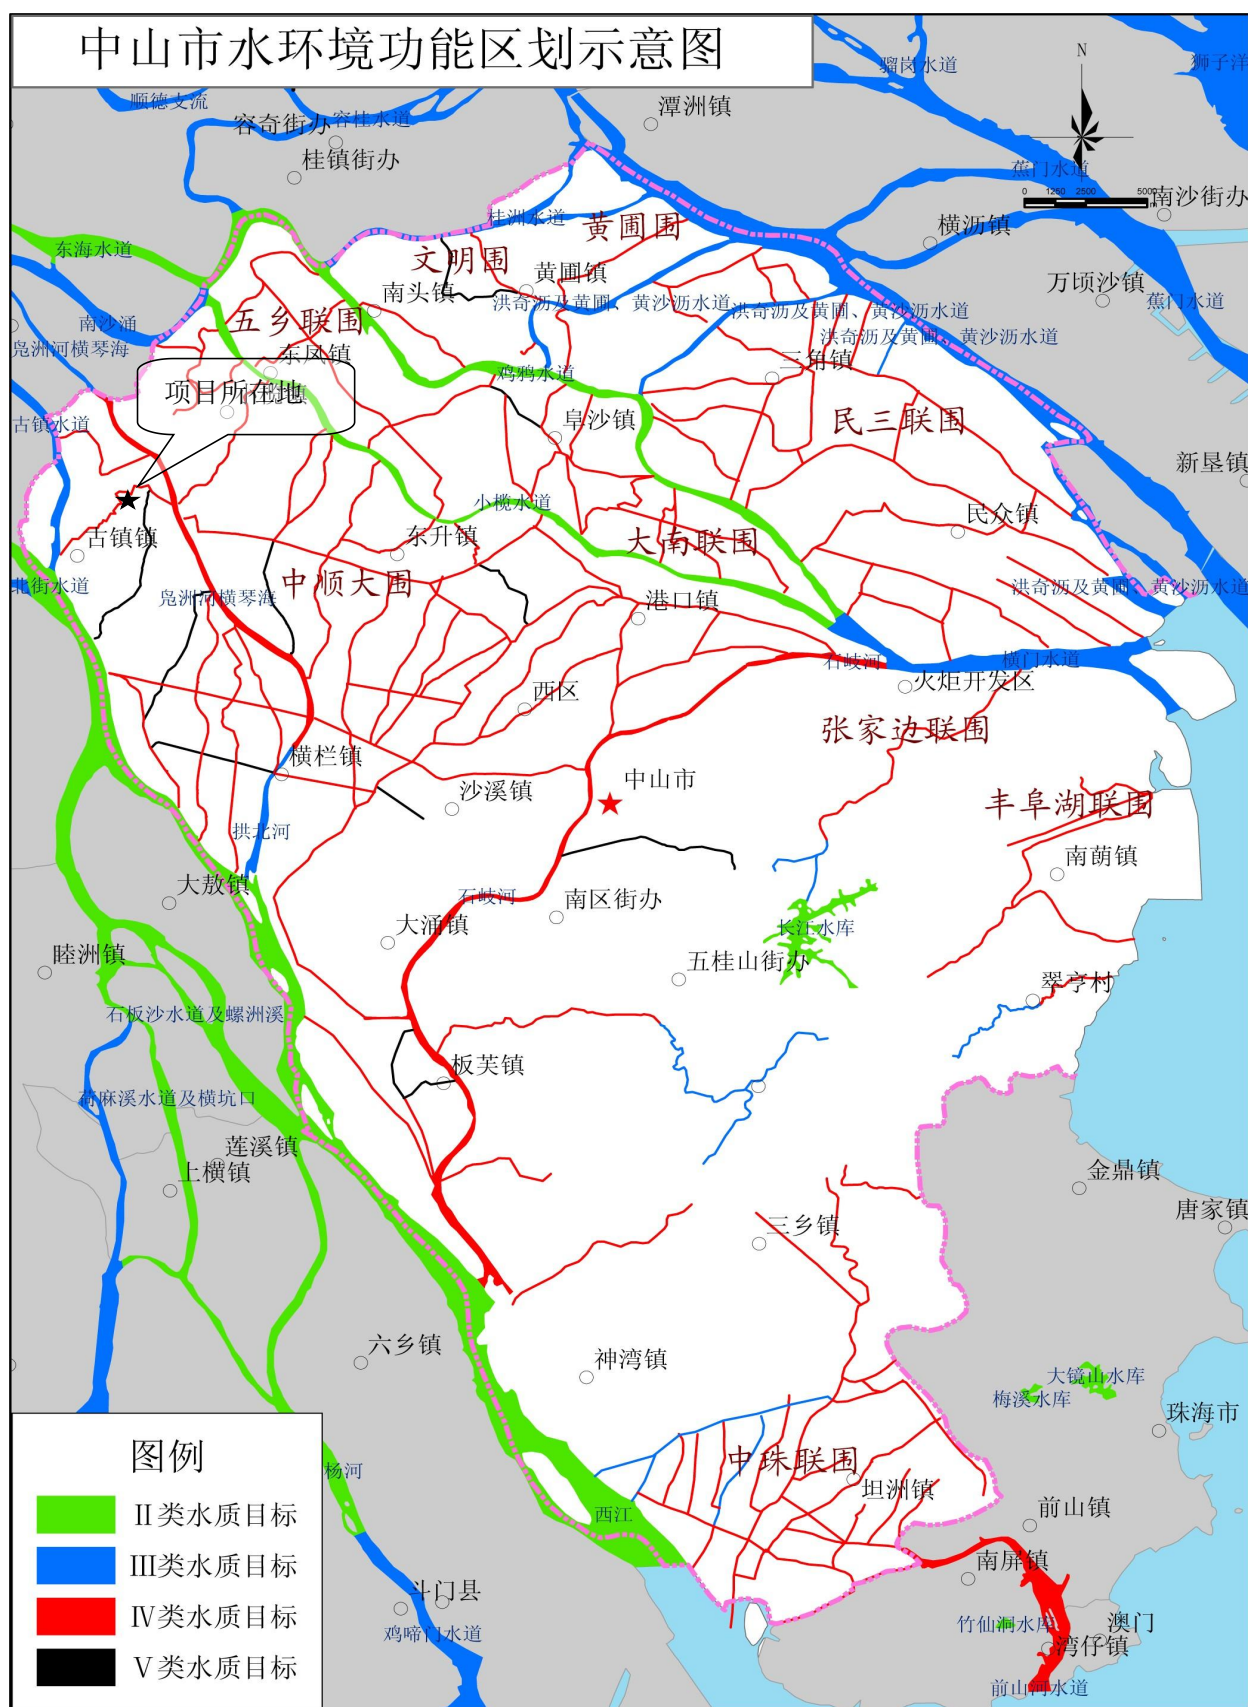 中山市水环境功能区划示意图
骝岗水道
狮子洋
顺德支流
潭洲镇
N
容奇街办
容桂水道
桂镇街办
蕉门水道
0 1250 2500 5000
南沙街办
桂洲水道
黄圃围
横沥镇
东海水道
文明围
黄圃镇
万顷沙镇
南头镇
洪奇沥及黄圃、黄沙沥水道
洪奇沥及黄圃、黄沙沥水道
蕉门水道
南沙涌
五乡联围
洪奇沥及黄圃、黄沙沥水道
凫洲河横琴海
东凤镇
鸡鸦水道
三角镇
项目所在地
古镇水道
阜沙镇
民三联围
新垦镇
小榄水道
民众镇
古镇镇
东升镇
大南联围
北街水道
中顺大围
凫洲河横琴海
港口镇
洪奇沥及黄圃、黄沙沥水道
石岐河
横门水道
火炬开发区
西区
张家边联围
横栏镇
中山市
沙溪镇
丰阜湖联围
拱北河
南萌镇
大敖镇
石岐河
南区街办
大涌镇
长江水库
睦洲镇
五桂山街办
翠亨村
石板沙水道及螺洲溪
板芙镇
荷麻溪水道及横坑口
莲溪镇
上横镇
金鼎镇
唐家镇
三乡镇
六乡镇
神湾镇
大镜山水库
梅溪水库
珠海市
图例
中珠联围
杨河
坦洲镇
Ⅱ类水质目标
西江
前山镇
Ⅲ类水质目标
南屏镇
Ⅳ类水质目标
斗门县
鸡啼门水道
竹仙洞水库
澳门
湾仔镇
Ⅴ类水质目标
前山河水道